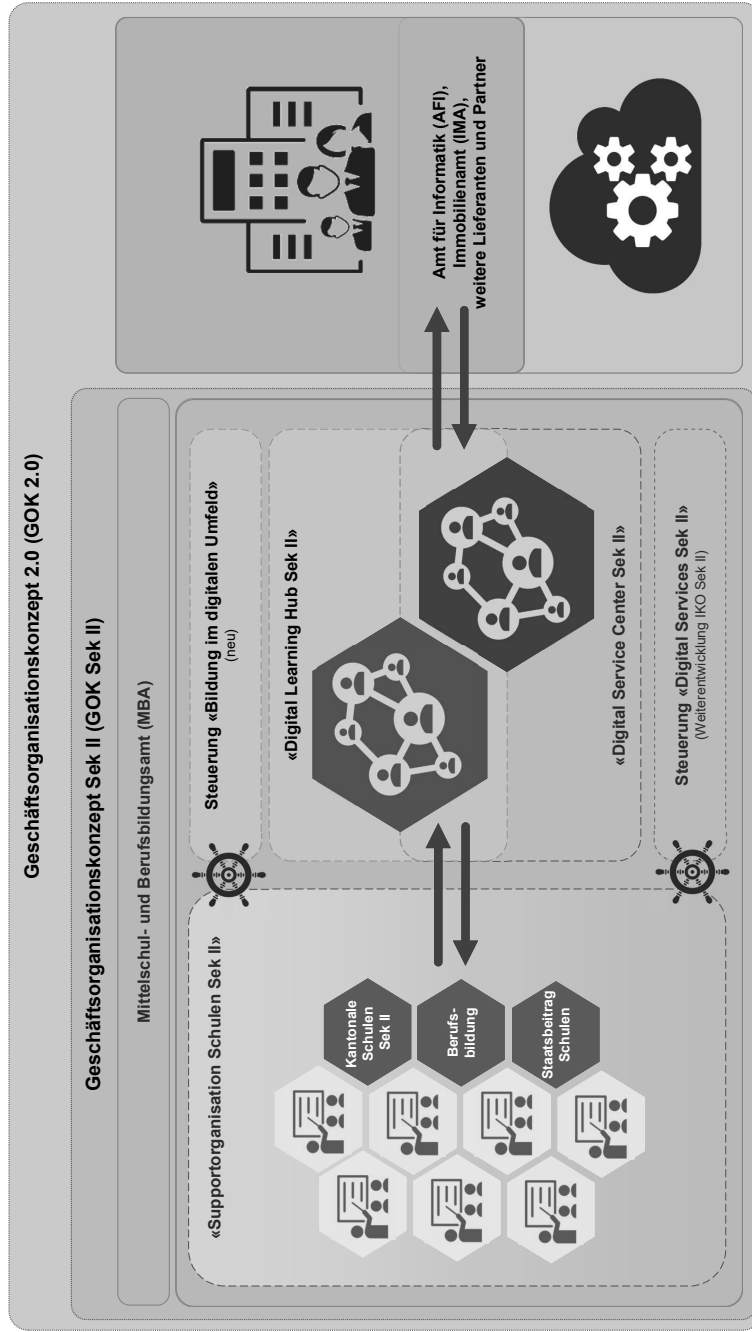 Geschäftsorganisationskonzept 2.0 (GOK 2.0)
Geschäftsorganisationskonzept Sek II (GOK Sek II)
Mittelschul- und Berufsbildungsamt (MBA)
«Supportorganisation Schulen Sek II»
Kantonale
Schulen
Sek II
Berufs-
bildung
Staatsbeitrag
Schulen
Steuerung «Bildung im digitalen Umfeld»
(neu)
«Digital Learning Hub Sek II»
«Digital Service Center Sek II»
Steuerung «Digital Services Sek II»
(Weiterentwicklung IKO Sek II)
Amt für Informatik (AFI),
Immobilienamt (IMA),
weitere Lieferanten und Partner